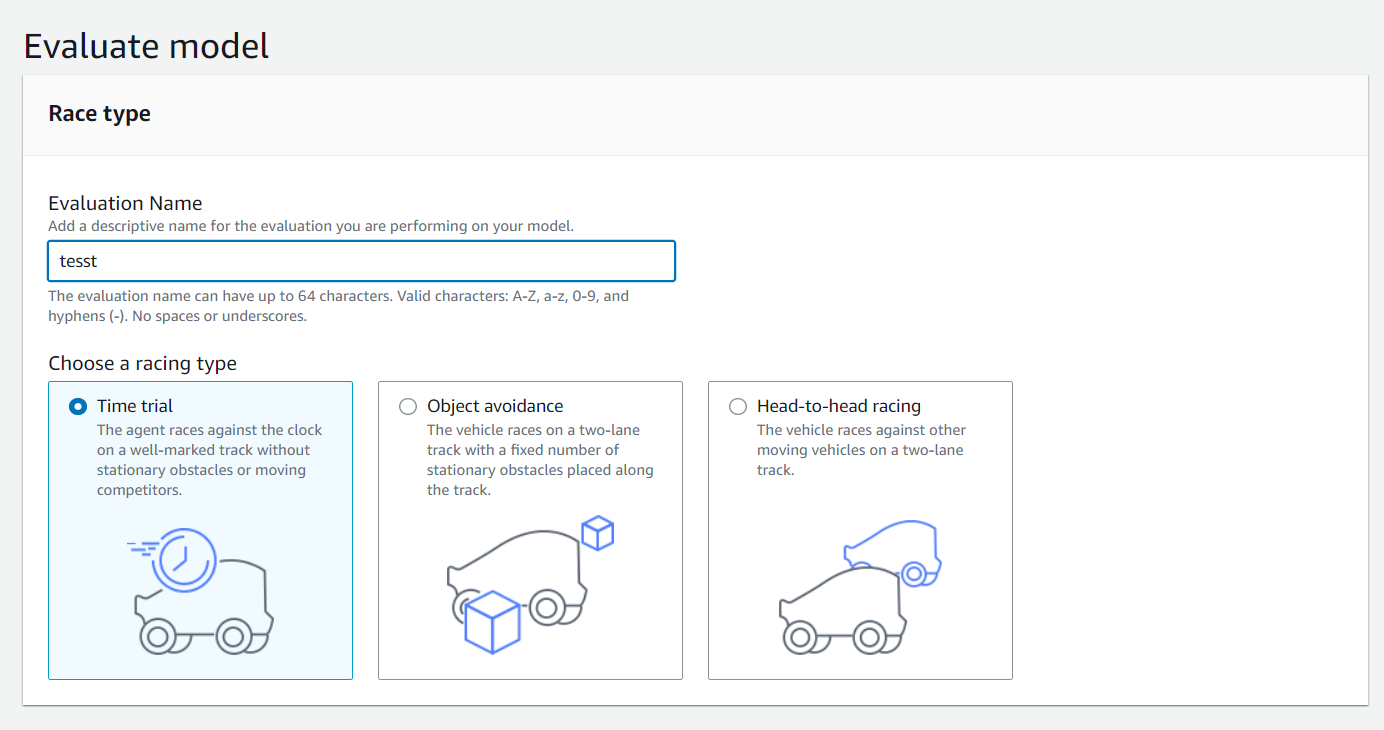 Evaluate model
Race type
Evaluation Name
Add a descriptive name for the evaluation you are performing on your model.
tesst
The evaluation name can have up to 64 characters. Valid characters: A-Z, a-z, 0-9, and
hyphens (-). No spaces or underscores.
Choose a racing type
Time trial
The agent races against the clock
on a well-marked track without
stationary obstacles or moving
competitors.
Object avoidance
The vehicle races on a two-lane
track with a fixed number of
stationary obstacles placed along
the track.
Head-to-head racing
The vehicle races against other
moving vehicles on a two-lane
track.